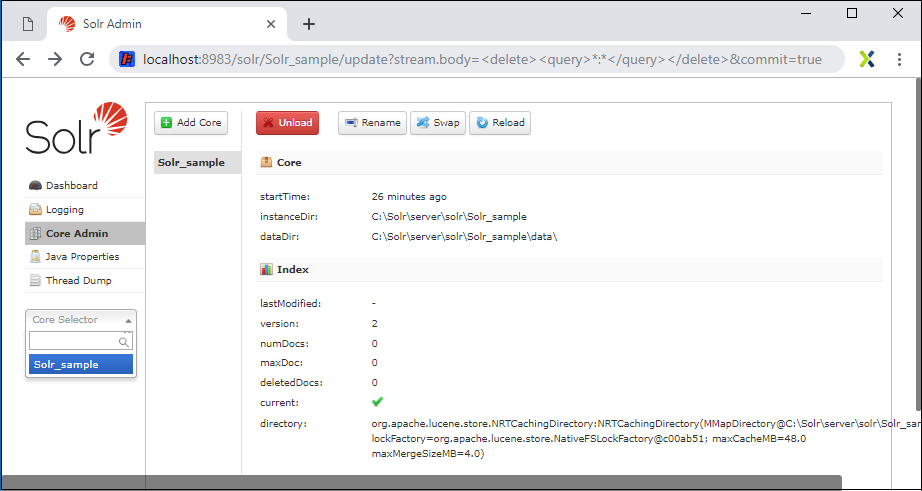 Solr Admin
localhost:8983/solr/Solr_sample/update?stream.body=<delete><query>*:*</query></delete>&commit=true
Solr
Add Core
Unload
Rename
Swap
Reload
Solr_sample
Core
Dashboard
Logging
Core Admin
Java Properties
Thread Dump
Core Selector
Solr_sample
startTime: 26 minutes ago
instanceDir: C:\Solr\server\solr\Solr_sample
dataDir: C:\Solr\server\solr\Solr_sample\data\
Index
lastModified: -
version: 2
numDocs: 0
maxDoc: 0
deletedDocs: 0
current:
directory: org.apache.lucene.store.NRTCachingDirectory:NRTCachingDirectory(MMapDirectory@C:\Solr\server\solr\Solr_sar
lockFactory=org.apache.lucene.store.NativeFSLockFactory@c00ab51; maxCacheMB=48.0
maxMergeSizeMB=4.0)